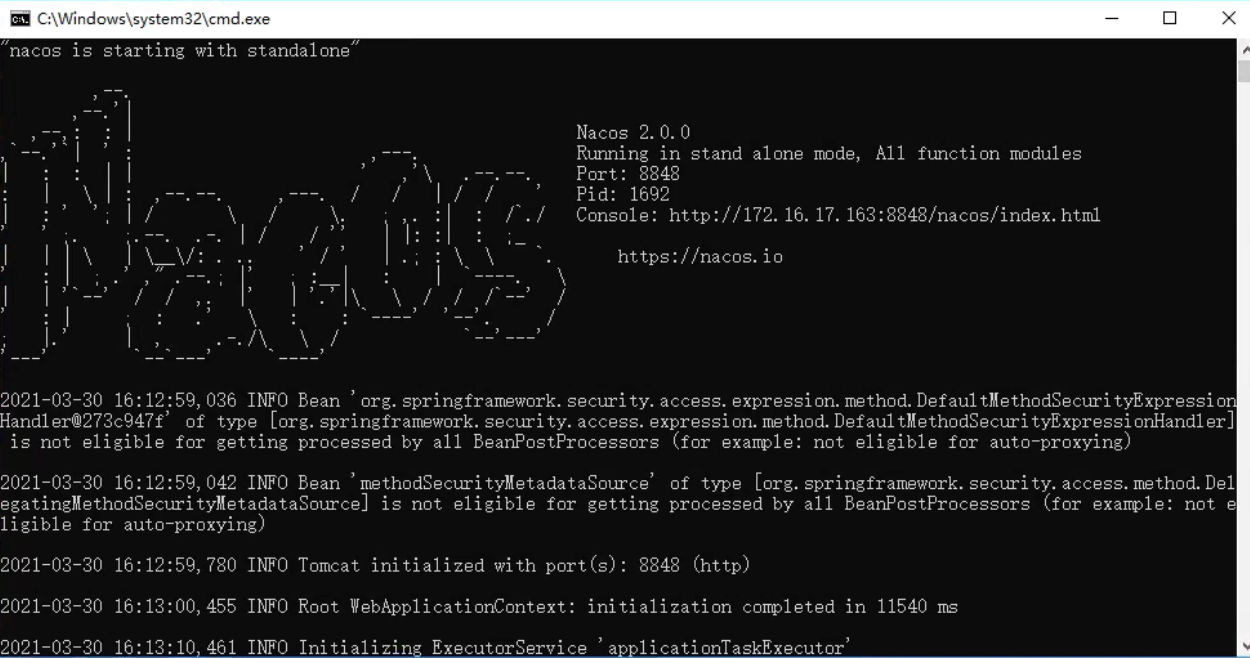 C:\Windows\system32\cmd.exe
"nacos is starting with standalone"
Nacos 2.0.0
Running in stand alone mode, All function modules
Port: 8848
Pid: 1692
Console: http://172.16.17.163:8848/nacos/index.html
https://nacos.io
2021-03-30 16:12:59,036 INFO Bean 'org.springframework.security.access.expression.method.DefaultMethodSecurityExpression
Handler@273c947f' of type [org.springframework.security.access.expression.method.DefaultMethodSecurityExpressionHandler]
is not eligible for getting processed by all BeanPostProcessors (for example: not eligible for auto-proxying)
2021-03-30 16:12:59,042 INFO Bean 'methodSecurityMetadataSource' of type [org.springframework.security.access.method.Del
egatingMethodSecurityMetadataSource] is not eligible for getting processed by all BeanPostProcessors (for example: not e
ligible for auto-proxying)
2021-03-30 16:12:59,780 INFO Tomcat initialized with port(s): 8848 (http)
2021-03-30 16:13:00,455 INFO Root WebApplicationContext: initialization completed in 11540 ms
2021-03-30 16:13:10,461 INFO Initializing ExecutorService 'applicationTaskExecutor'